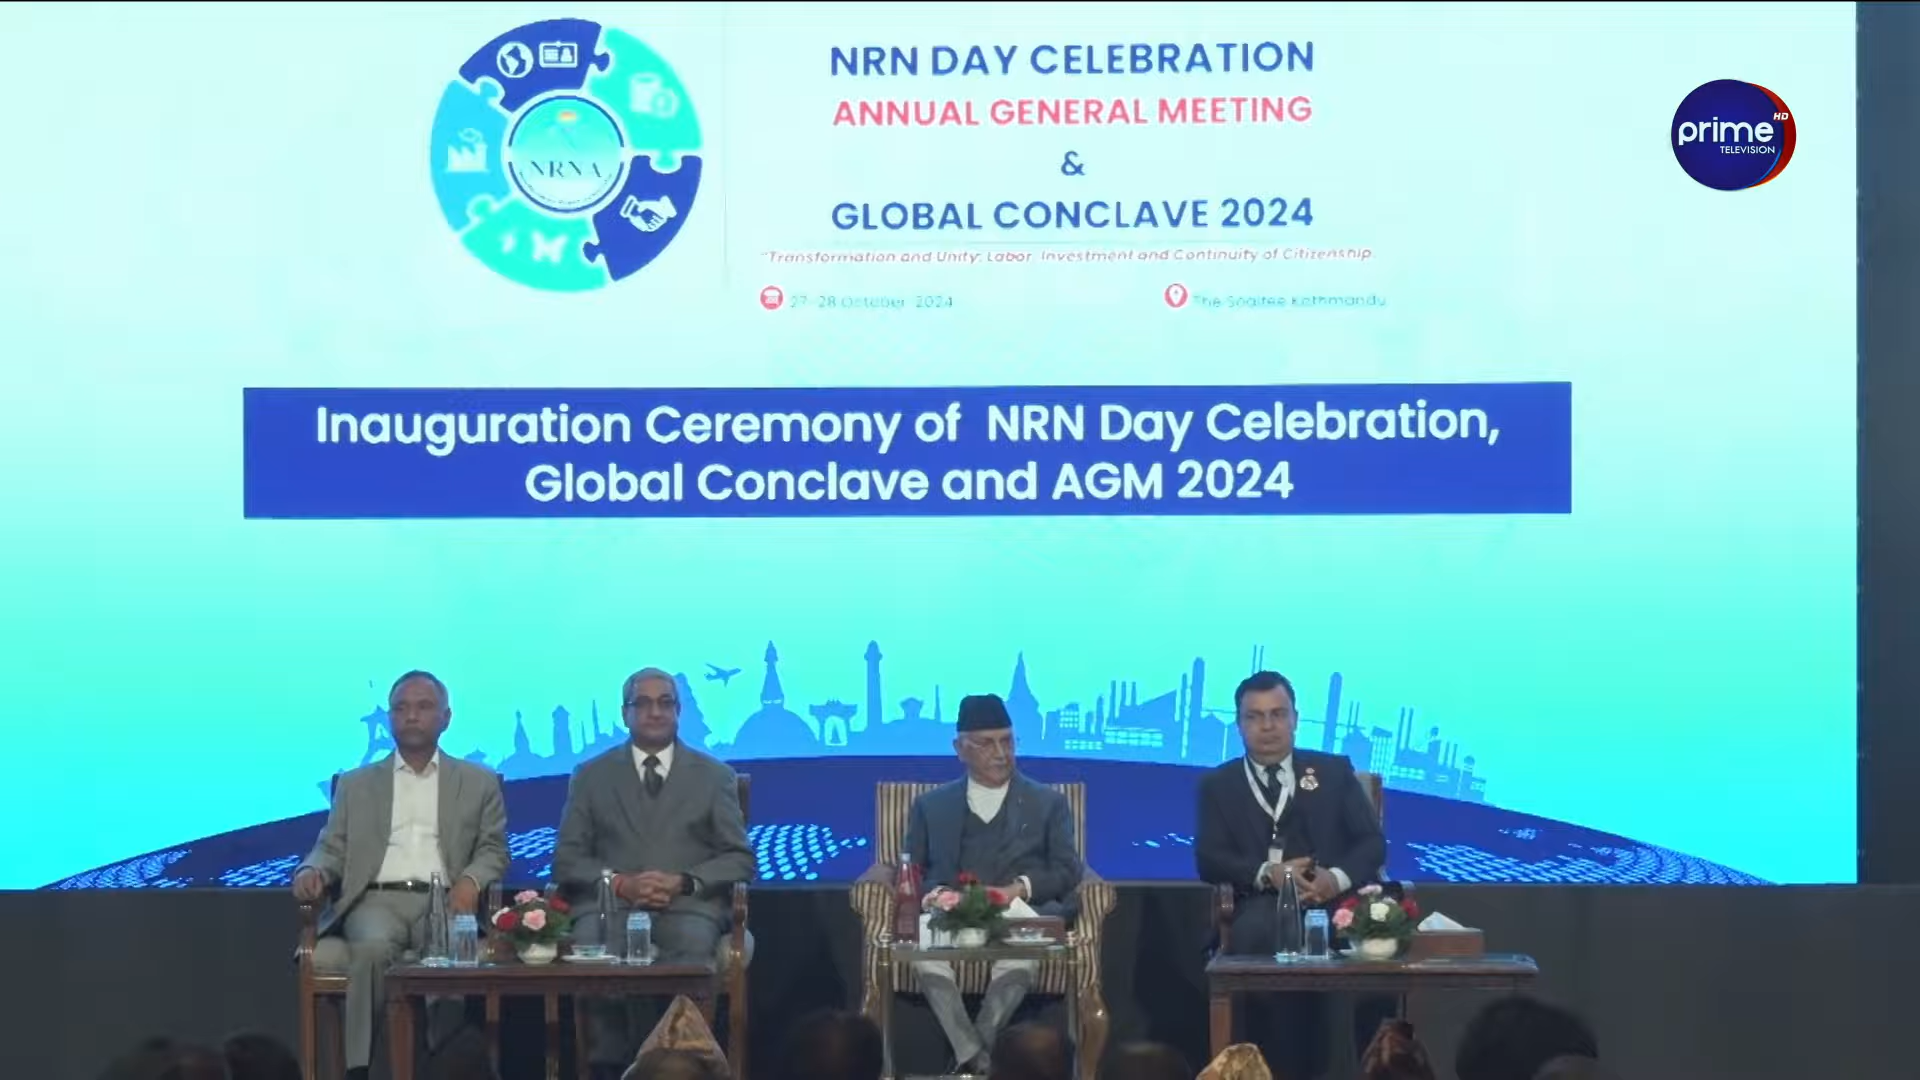 NRN DAY CELEBRATION
ANNUAL GENERAL MEETING
&
GLOBAL CONCLAVE 2024
"Transformation and Unity: Labor, Investment and Continuity of Citizenship
27-28 October, 2024
The Soaltee Kathmandu
NRNA
prime HD
TELEVISION
Inauguration Ceremony of NRN Day Celebration,
Global Conclave and AGM 2024